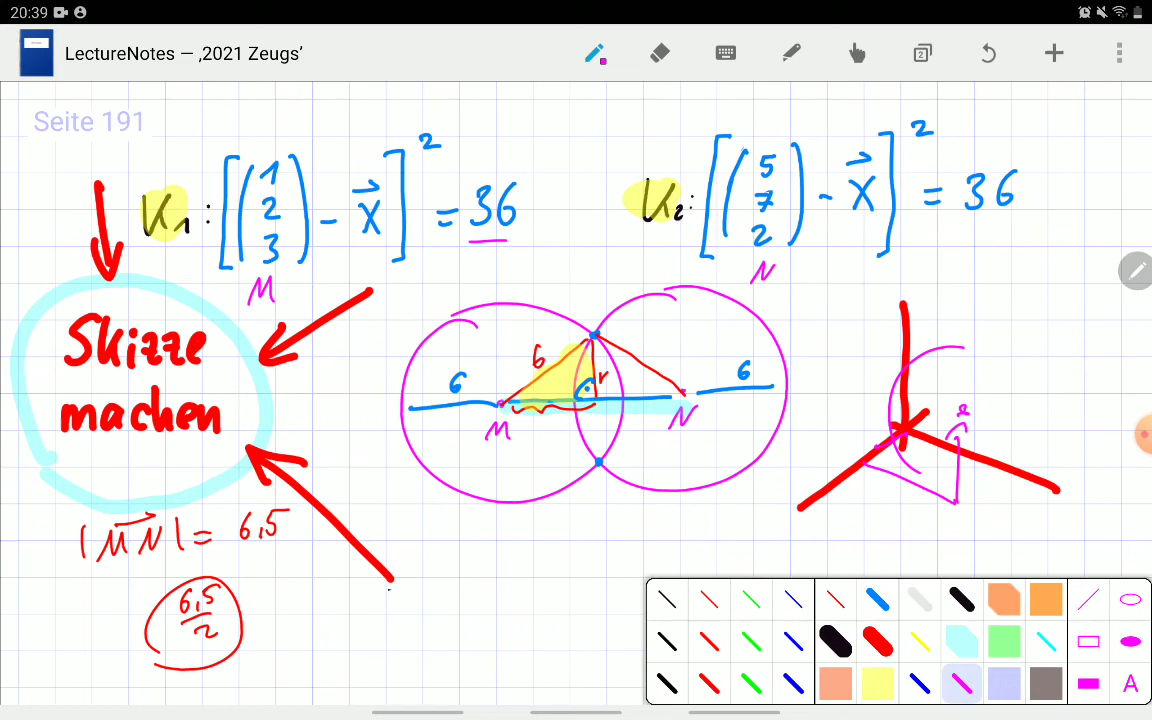 20:39
LectureNotes — ‚2021 Zeugs’
Seite 191
K₁: [(1 2 3) - X⃗]² = 36
K₂: [(5 7 2) - X⃗]² = 36
M
N
Skizze
machen
6
6
6
r
M
N
|MN⃗| = 6,5
6,5
2
2
A